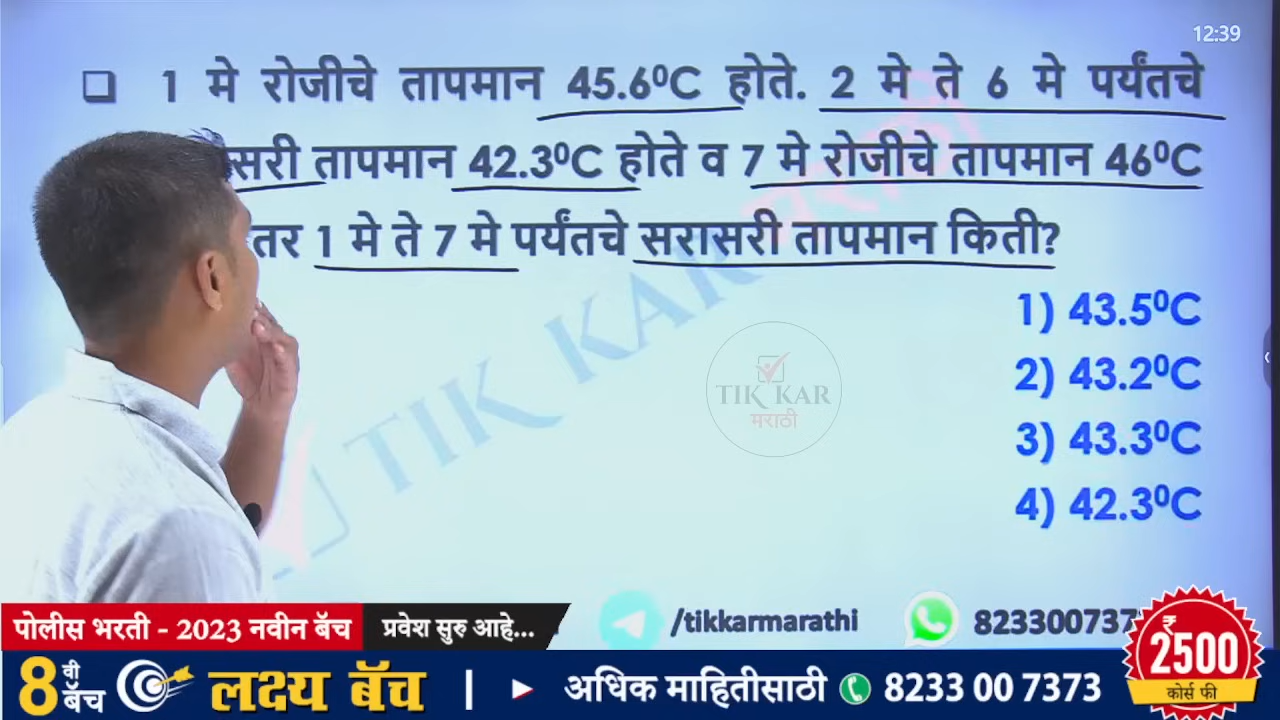 12:39
❑ 1 मे रोजीचे तापमान 45.6⁰C होते. 2 मे ते 6 मे पर्यंतचे
सरी तापमान 42.3⁰C होते व 7 मे रोजीचे तापमान 46⁰C
तर 1 मे ते 7 मे पर्यंतचे सरासरी तापमान किती?
1) 43.5⁰C
2) 43.2⁰C
3) 43.3⁰C
4) 42.3⁰C
TIK KAR मराठी
TIK KAR
मराठी
/tikkarmarathi 8233007373
पोलीस भरती - 2023 नवीन बॅच प्रवेश सुरु आहे...
8 वी बॅच लक्ष्य बॅच | अधिक माहितीसाठी 8233 00 7373
₹ 2500
कोर्स फी